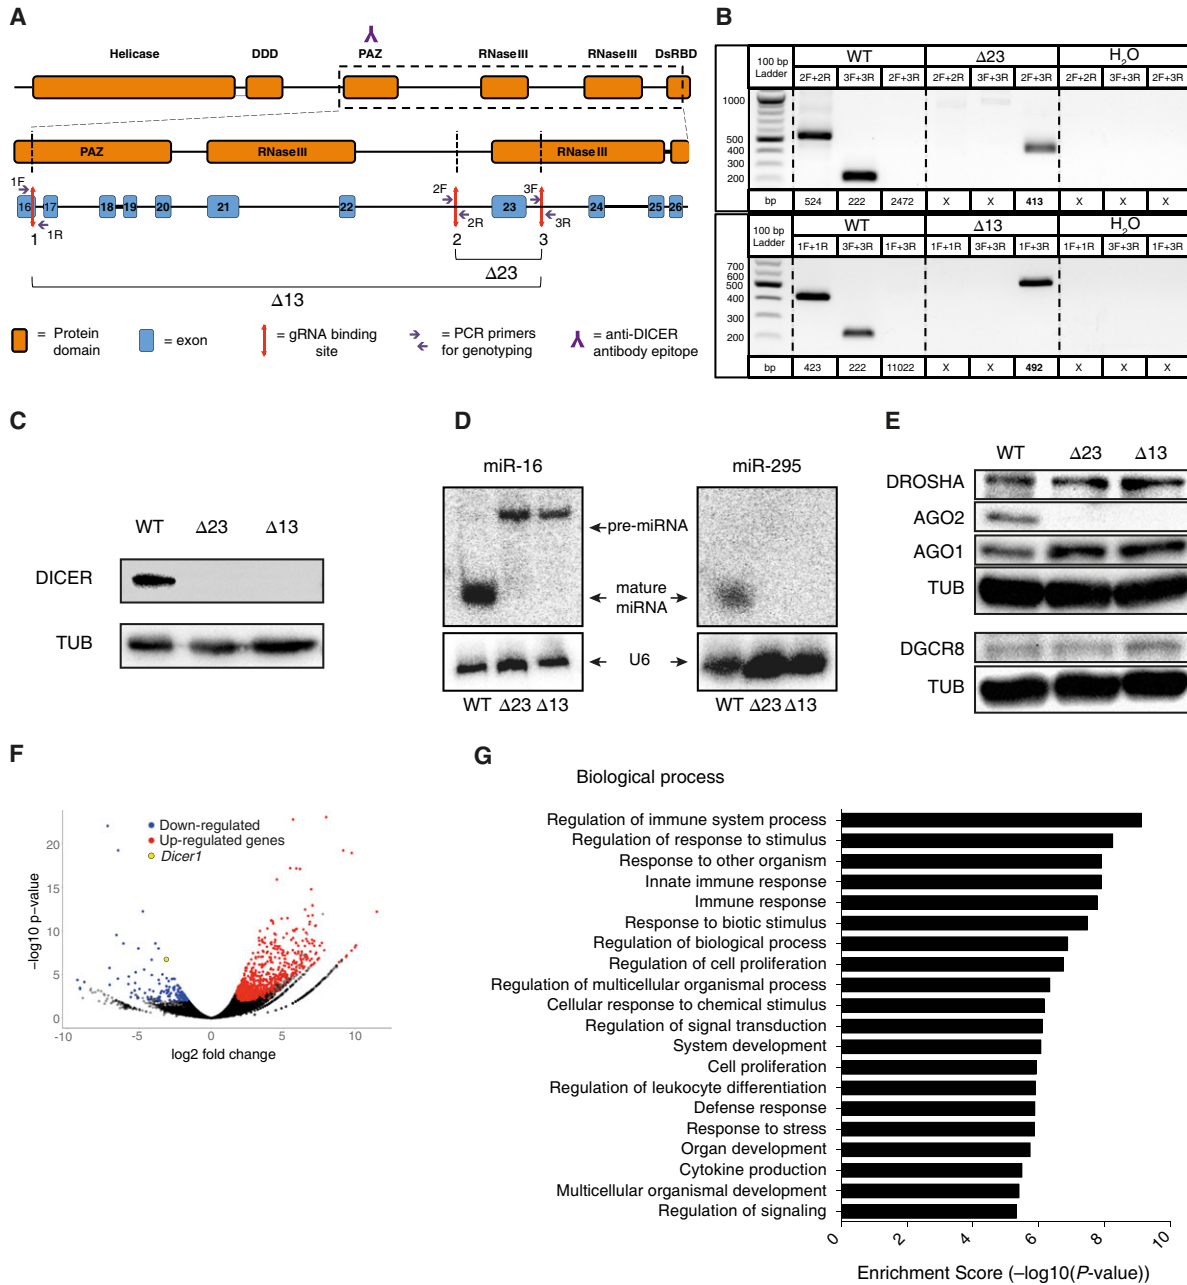 A
Helicase DDD PAZ RNaseIII RNaseIII DsRBD
PAZ RNaseIII RNaseIII
1F 2F 3F
16 17 18 19 20 21 22 23 24 25 26
1R 2R 3R
1 2 3
Δ23
Δ13
= Protein domain
= exon
= gRNA binding site
= PCR primers for genotyping
= anti-DICER antibody epitope
B
100 bp Ladder WT Δ23 H2O
2F+2R 3F+3R 2F+3R 2F+2R 3F+3R 2F+3R 2F+2R 3F+3R 2F+3R
1000
500
400
300
200
bp 524 222 2472 X X 413 X X X
100 bp Ladder WT Δ13 H2O
1F+1R 3F+3R 1F+3R 1F+1R 3F+3R 1F+3R 1F+1R 3F+3R 1F+3R
700
600
500
400
300
200
bp 423 222 11022 X X 492 X X X
C
WT Δ23 Δ13
DICER
TUB
D
miR-16 miR-295
pre-miRNA
mature miRNA
U6
WT Δ23 Δ13 WT Δ23 Δ13
E
WT Δ23 Δ13
DROSHA
AGO2
AGO1
TUB
DGCR8
TUB
F
Down-regulated
Up-regulated genes
Dicer1
−log10 p−value
20
15
10
5
0
-10 -5 0 5 10
log2 fold change
G
Biological process
Regulation of immune system process
Regulation of response to stimulus
Response to other organism
Innate immune response
Immune response
Response to biotic stimulus
Regulation of biological process
Regulation of cell proliferation
Regulation of multicellular organismal process
Cellular response to chemical stimulus
Regulation of signal transduction
System development
Cell proliferation
Regulation of leukocyte differentiation
Defense response
Response to stress
Organ development
Cytokine production
Multicellular organismal development
Regulation of signaling
0 2 4 6 8 10
Enrichment Score (−log10(P-value))